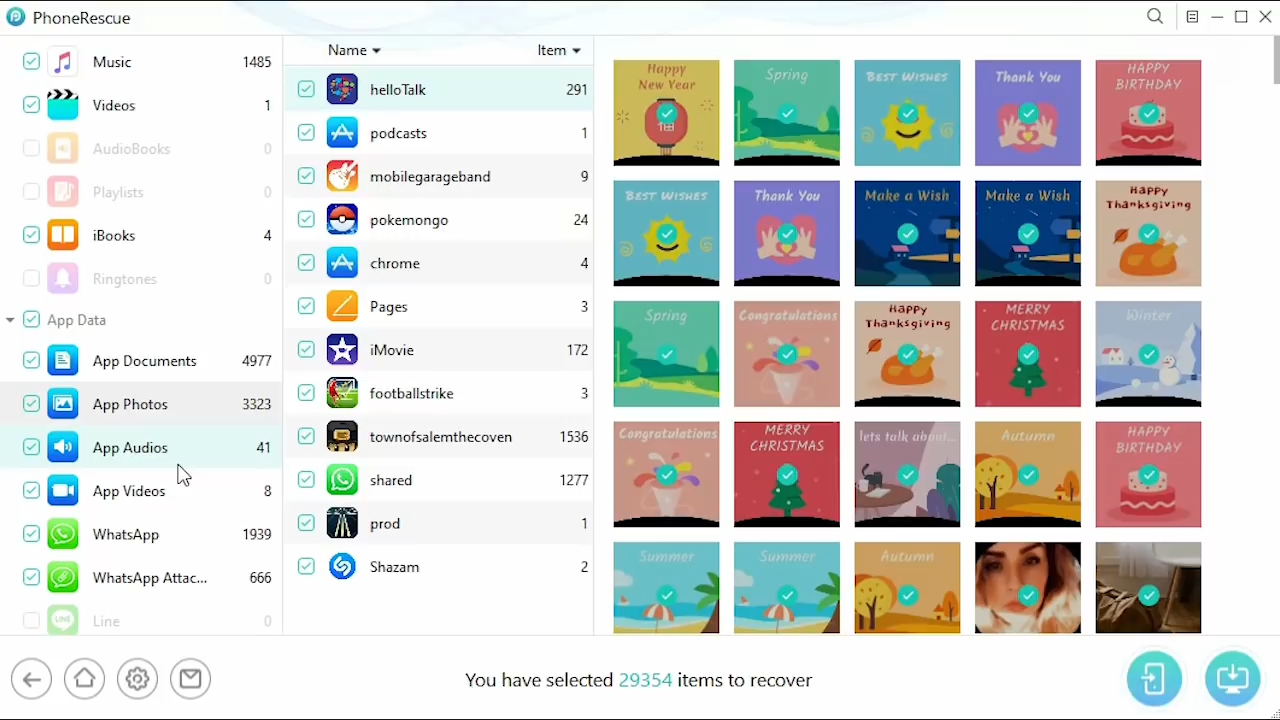 PhoneRescue
Music 1485
Videos 1
AudioBooks 0
Playlists 0
iBooks 4
Ringtones 0
App Data
App Documents 4977
App Photos 3323
App Audios 41
App Videos 8
WhatsApp 1939
WhatsApp Attac... 666
Line 0
Name Item
helloTalk 291
podcasts 1
mobilegarageband 9
pokemongo 24
chrome 4
Pages 3
iMovie 172
footballstrike 3
townofsalemthecoven 1536
shared 1277
prod 1
Shazam 2
Happy
New Year
Spring
Best Wishes
Thank You
HAPPY
BIRTHDAY
Best Wishes
Thank You
Make a Wish
Make a Wish
Happy
Thanksgiving
Spring
Congratulations
Happy
Thanksgiving
MERRY
CHRISTMAS
Winter
Congratulations
MERRY
CHRISTMAS
lets talk about...
Autumn
HAPPY
BIRTHDAY
Summer
Summer
Autumn
You have selected 29354 items to recover